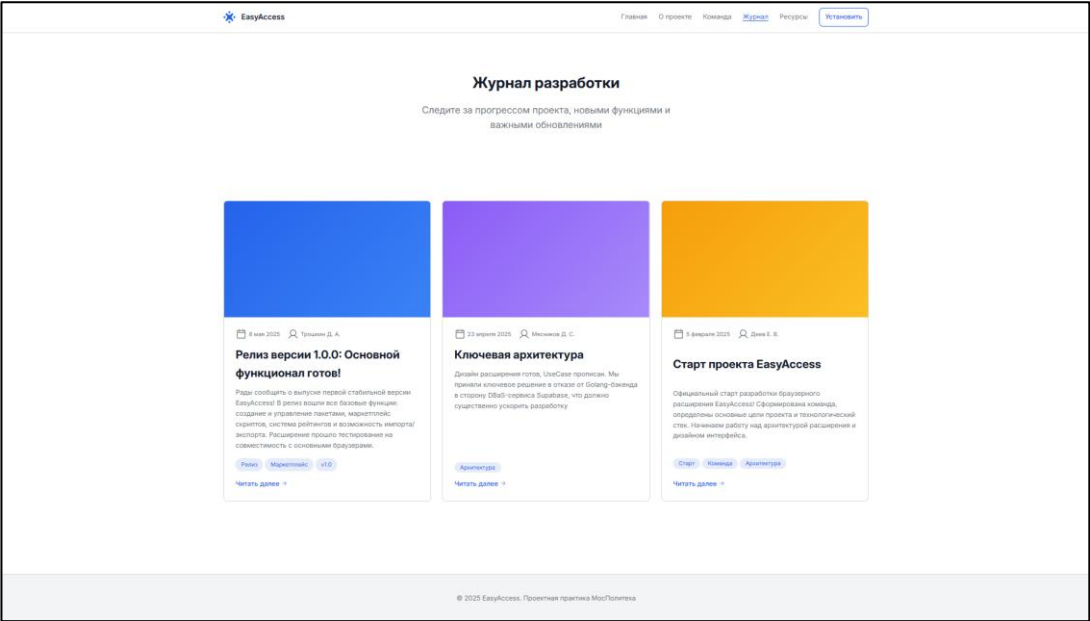 EasyAccess
Главная О проекте Команда Журнал Ресурсы Установить
Журнал разработки
Следите за прогрессом проекта, новыми функциями и
важными обновлениями
8 мая 2025 Трошкин Д. А.
Релиз версии 1.0.0: Основной
функционал готов!
Рады сообщить о выпуске первой стабильной версии
EasyAccess! В релиз вошли все базовые функции:
создание и управление пакетами, маркетплейс
скриптов, система рейтингов и возможность импорта/
экспорта. Расширение прошло тестирование на
совместимость с основными браузерами.
Релиз Маркетплейс v1.0
Читать далее →
23 апреля 2025 Мясников Д. С.
Ключевая архитектура
Дизайн расширения готов, UseCase прописан. Мы
приняли ключевое решение в отказе от Golang-бэкенда
в сторону DBaS-сервиса Supabase, что должно
существенно ускорить разработку
Архитектура
Читать далее →
5 февраля 2025 Деев Е. В.
Старт проекта EasyAccess
Официальный старт разработки браузерного
расширения EasyAccess! Сформирована команда,
определены основные цели проекта и технологический
стек. Начинаем работу над архитектурой расширения и
дизайном интерфейса.
Старт Команда Архитектура
Читать далее →
© 2025 EasyAccess. Проектная практика МосПолитеха